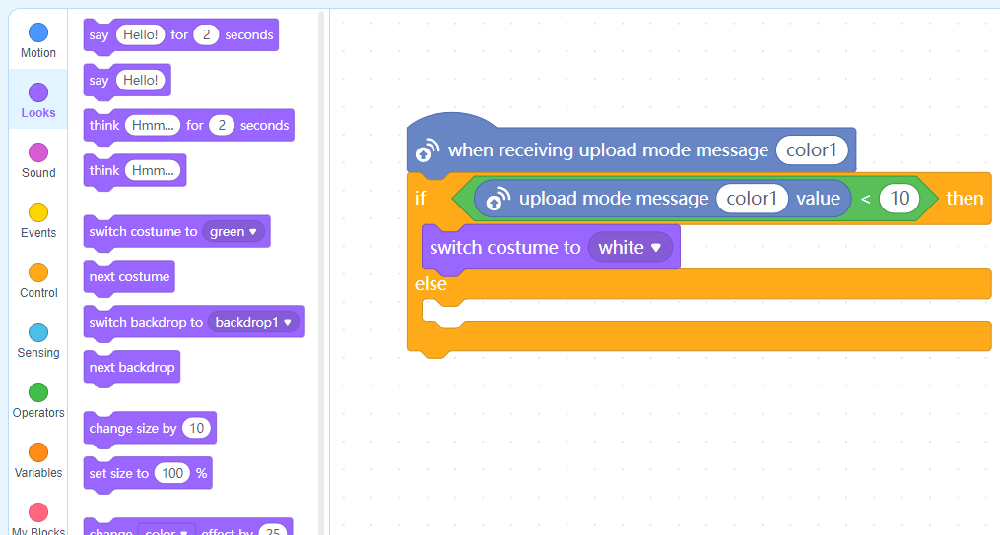 Motion
Looks
Sound
Events
Control
Sensing
Operators
Variables
My Blocks
say Hello! for 2 seconds
say Hello!
think Hmm... for 2 seconds
think Hmm...
switch costume to green
next costume
switch backdrop to backdrop1
next backdrop
change size by 10
set size to 100 %
change color effect by 25
when receiving upload mode message color1
if upload mode message color1 value < 10 then
switch costume to white
else